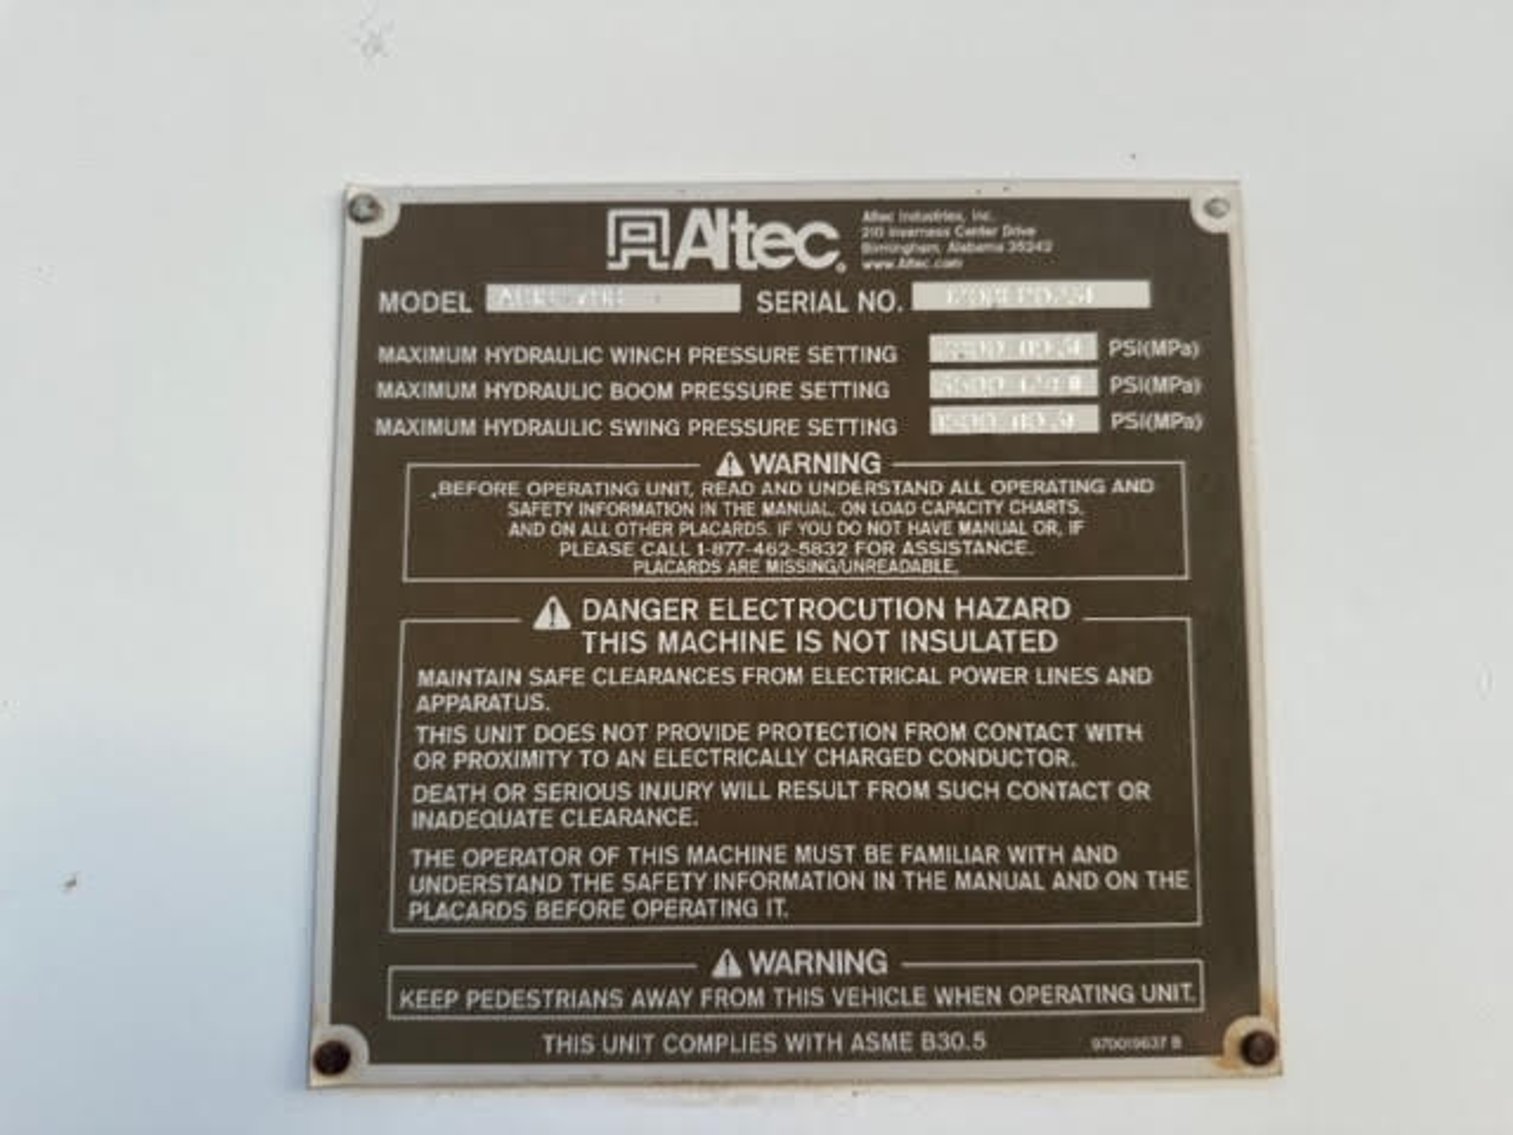 Altec
Altec Industries, Inc.
210 Inverness Center Drive
Birmingham, Alabama 35242
www.Altec.com
MODEL SERIAL NO.
MAXIMUM HYDRAULIC WINCH PRESSURE SETTING PSI(MPa)
MAXIMUM HYDRAULIC BOOM PRESSURE SETTING PSI(MPa)
MAXIMUM HYDRAULIC SWING PRESSURE SETTING PSI(MPa)
WARNING
BEFORE OPERATING UNIT, READ AND UNDERSTAND ALL OPERATING AND
SAFETY INFORMATION IN THE MANUAL, ON LOAD CAPACITY CHARTS,
AND ON ALL OTHER PLACARDS. IF YOU DO NOT HAVE MANUAL OR, IF
PLEASE CALL 1-877-462-5832 FOR ASSISTANCE.
PLACARDS ARE MISSING/UNREADABLE,
DANGER ELECTROCUTION HAZARD
THIS MACHINE IS NOT INSULATED
MAINTAIN SAFE CLEARANCES FROM ELECTRICAL POWER LINES AND
APPARATUS.
THIS UNIT DOES NOT PROVIDE PROTECTION FROM CONTACT WITH
OR PROXIMITY TO AN ELECTRICALLY CHARGED CONDUCTOR.
DEATH OR SERIOUS INJURY WILL RESULT FROM SUCH CONTACT OR
INADEQUATE CLEARANCE.
THE OPERATOR OF THIS MACHINE MUST BE FAMILIAR WITH AND
UNDERSTAND THE SAFETY INFORMATION IN THE MANUAL AND ON THE
PLACARDS BEFORE OPERATING IT.
WARNING
KEEP PEDESTRIANS AWAY FROM THIS VEHICLE WHEN OPERATING UNIT.
THIS UNIT COMPLIES WITH ASME B30.5
970019637 B